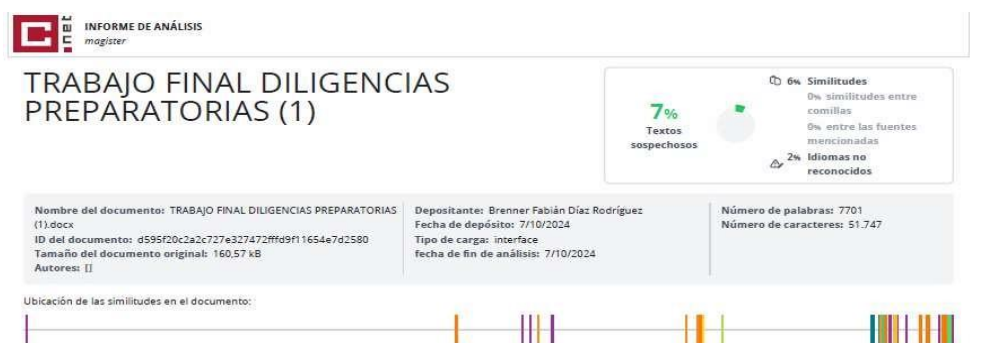 C.net
INFORME DE ANÁLISIS
magister
TRABAJO FINAL DILIGENCIAS
PREPARATORIAS (1)
7%
Textos
sospechosos
6% Similitudes
0% similitudes entre
comillas
0% entre las fuentes
mencionadas
2% Idiomas no
reconocidos
Nombre del documento: TRABAJO FINAL DILIGENCIAS PREPARATORIAS
(1).docx
ID del documento: d595f20c2a2c727e327472fffd9f11654e7d2580
Tamaño del documento original: 160,57 kB
Autores: []
Depositante: Brenner Fabián Díaz Rodríguez
Fecha de depósito: 7/10/2024
Tipo de carga: interface
fecha de fin de análisis: 7/10/2024
Número de palabras: 7701
Número de caracteres: 51.747
Ubicación de las similitudes en el documento: